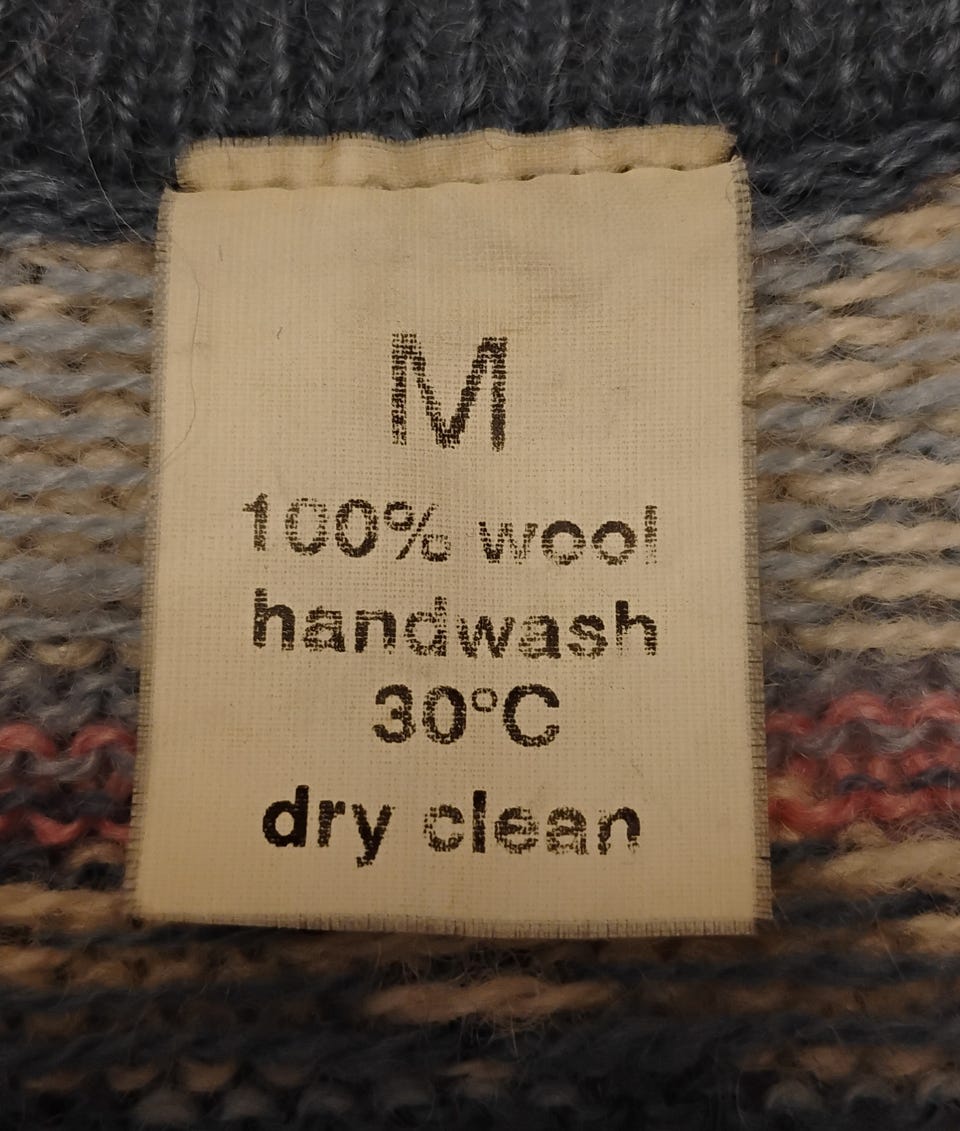 M
100% wool
handwash
30°C
dry clean